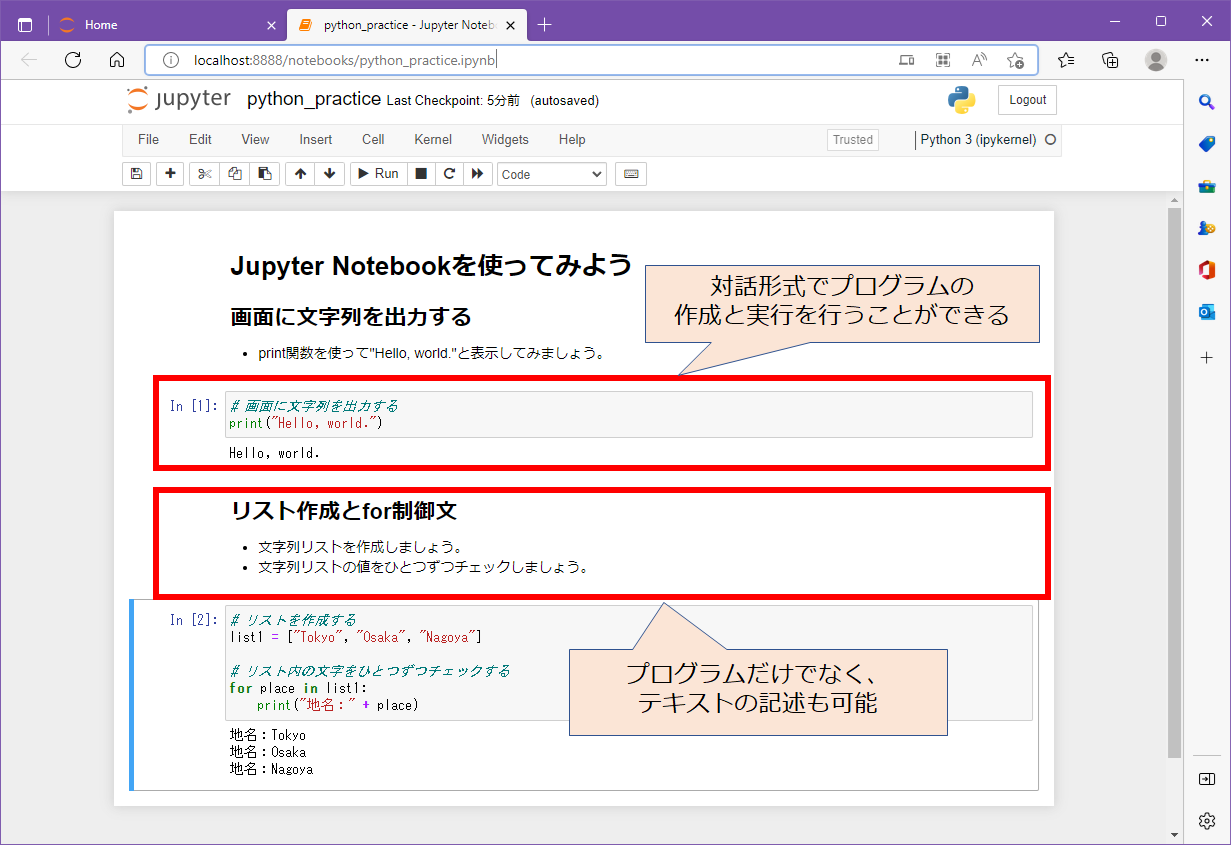 Home
python_practice - Jupyter Noteb
localhost:8888/notebooks/python_practice.ipynb
jupyter python_practice Last Checkpoint: 5分前 (autosaved)
Logout
File Edit View Insert Cell Kernel Widgets Help
Trusted
Python 3 (ipykernel)
Run
Code
Jupyter Notebookを使ってみよう
対話形式でプログラムの
作成と実行を行うことができる
画面に文字列を出力する
print関数を使って"Hello, world."と表示してみましょう。
In [1]:
# 画面に文字列を出力する
print("Hello, world.")
Hello, world.
リスト作成とfor制御文
文字列リストを作成しましょう。
文字列リストの値をひとつずつチェックしましょう。
In [2]:
# リストを作成する
list1 = ["Tokyo", "Osaka", "Nagoya"]
# リスト内の文字をひとつずつチェックする
for place in list1:
print("地名：" + place)
プログラムだけでなく、
テキストの記述も可能
地名：Tokyo
地名：Osaka
地名：Nagoya